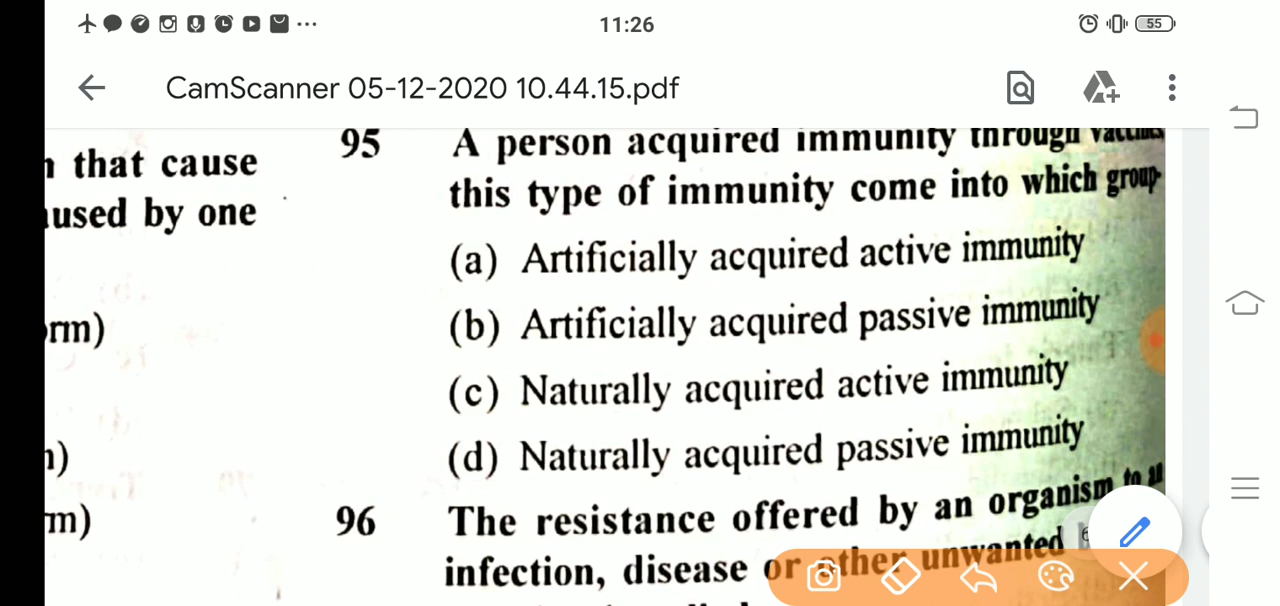 11:26
55
CamScanner 05-12-2020 10.44.15.pdf
that cause
by one
rm)
)
m)
95 A person acquired immunity through vaccines
this type of immunity come into which group
(a) Artificially acquired active immunity
(b) Artificially acquired passive immunity
(c) Naturally acquired active immunity
(d) Naturally acquired passive immunity
96 The resistance offered by an organism to
infection, disease or other unwanted